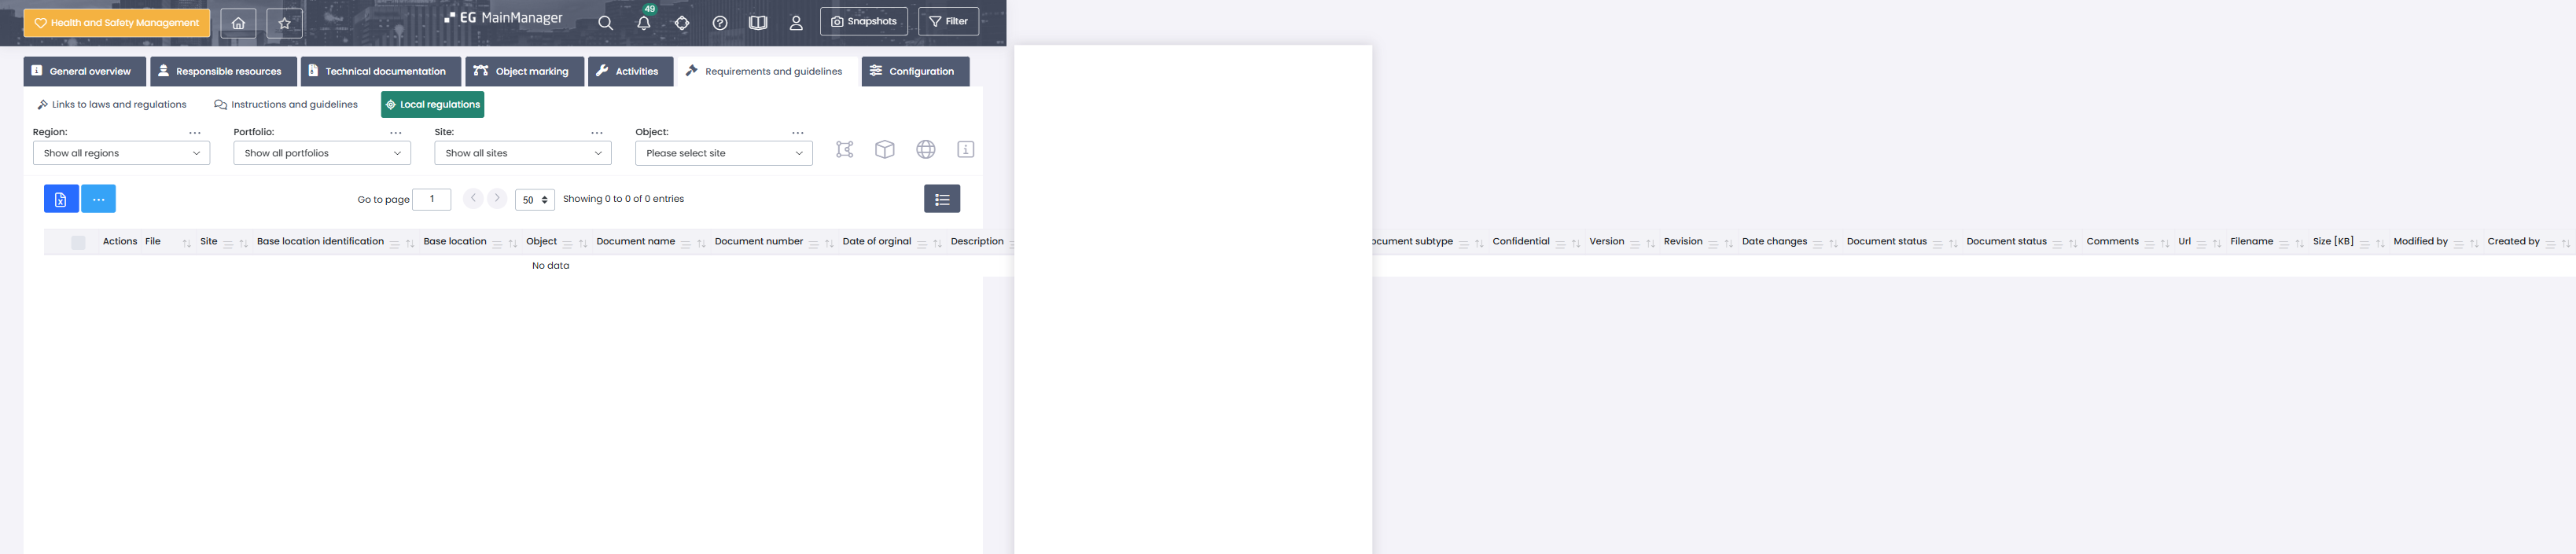 Health and Safety Management
EG MainManager
49
Snapshots
Filter
General overview
Responsible resources
Technical documentation
Object marking
Activities
Requirements and guidelines
Configuration
Links to laws and regulations
Instructions and guidelines
Local regulations
Region: ...
Portfolio: ...
Site: ...
Object: ...
Show all regions
Show all portfolios
Show all sites
Please select site
...
Go to page 1
50
Showing 0 to 0 of 0 entries
Actions File Site Base location identification Base location Object Document name Document number Date of orginal Description ocument subtype Confidential Version Revision Date changes Document status Document status Comments Url Filename Size [KB] Modified by Created by
No data